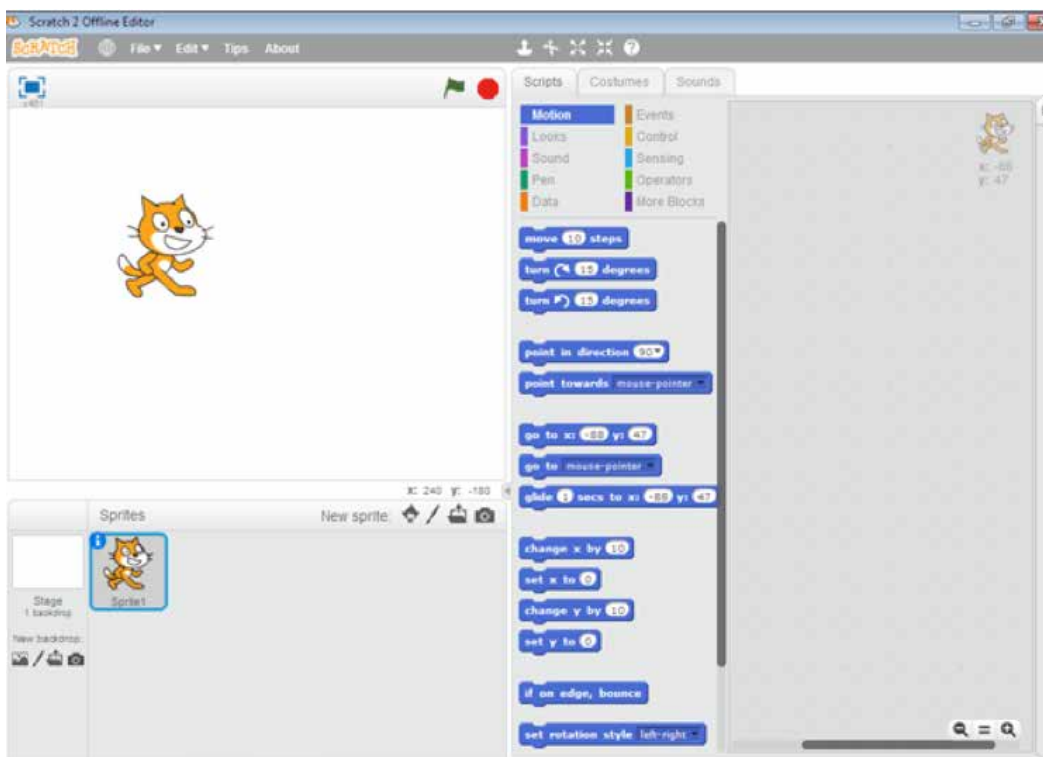 Scratch 2 Offline Editor
SCRATCH File Edit Tips About
v461
Scripts Costumes Sounds
Motion Events
Looks Control
Sound Sensing
Pen Operators
Data More Blocks
x: -88
y: 47
move 10 steps
turn 15 degrees
turn 15 degrees
point in direction 90
point towards mouse-pointer
go to x: -88 y: 47
go to mouse-pointer
glide 1 secs to x: -88 y: 47
change x by 10
set x to 0
change y by 10
set y to 0
if on edge, bounce
set rotation style left-right
x: 240 y: -180
Sprites New sprite:
Sprite1
Stage
1 backdrop
New backdrop: